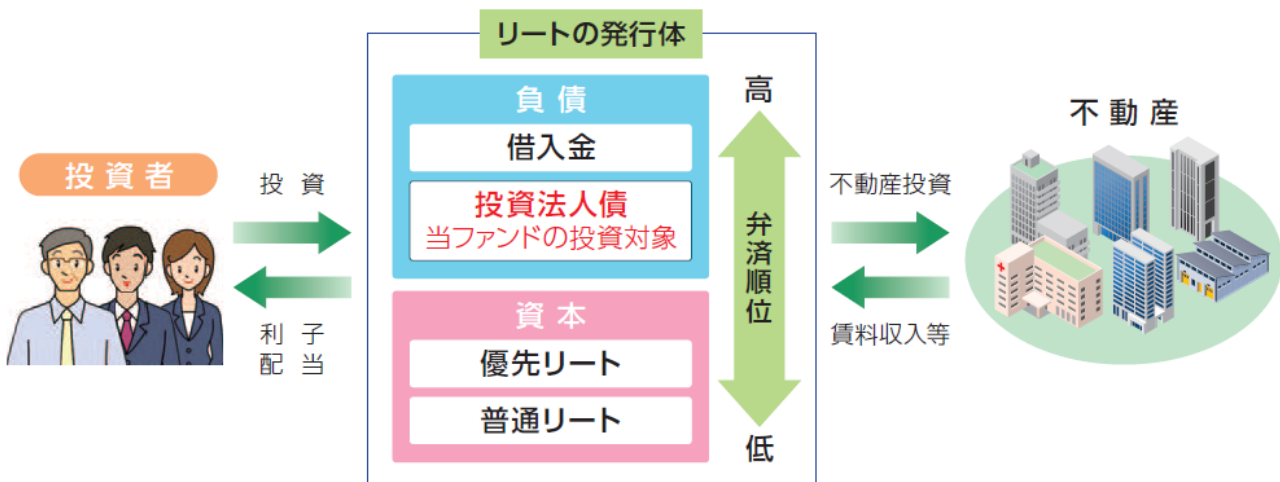 リートの発行体
負債
借入金
投資法人債
当ファンドの投資対象
資本
優先リート
普通リート
高
弁済順位
低
投資者
投資
利子
配当
不動産投資
賃料収入等
不動産